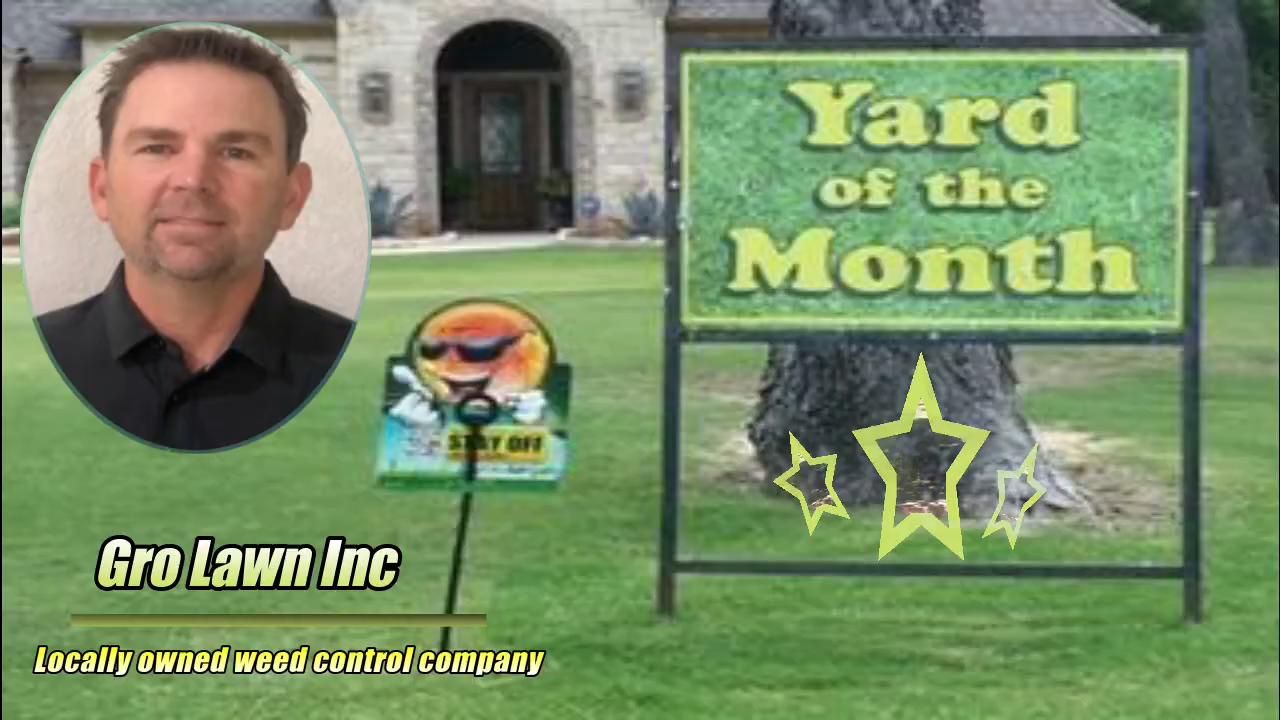 Yard
of the
Month
STAY OFF
Gro Lawn Inc
Locally owned weed control company